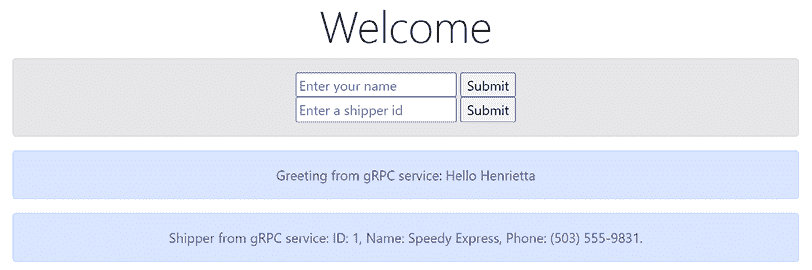 Welcome
Enter your name Submit
Enter a shipper id Submit
Greeting from gRPC service: Hello Henrietta
Shipper from gRPC service: ID: 1, Name: Speedy Express, Phone: (503) 555-9831.